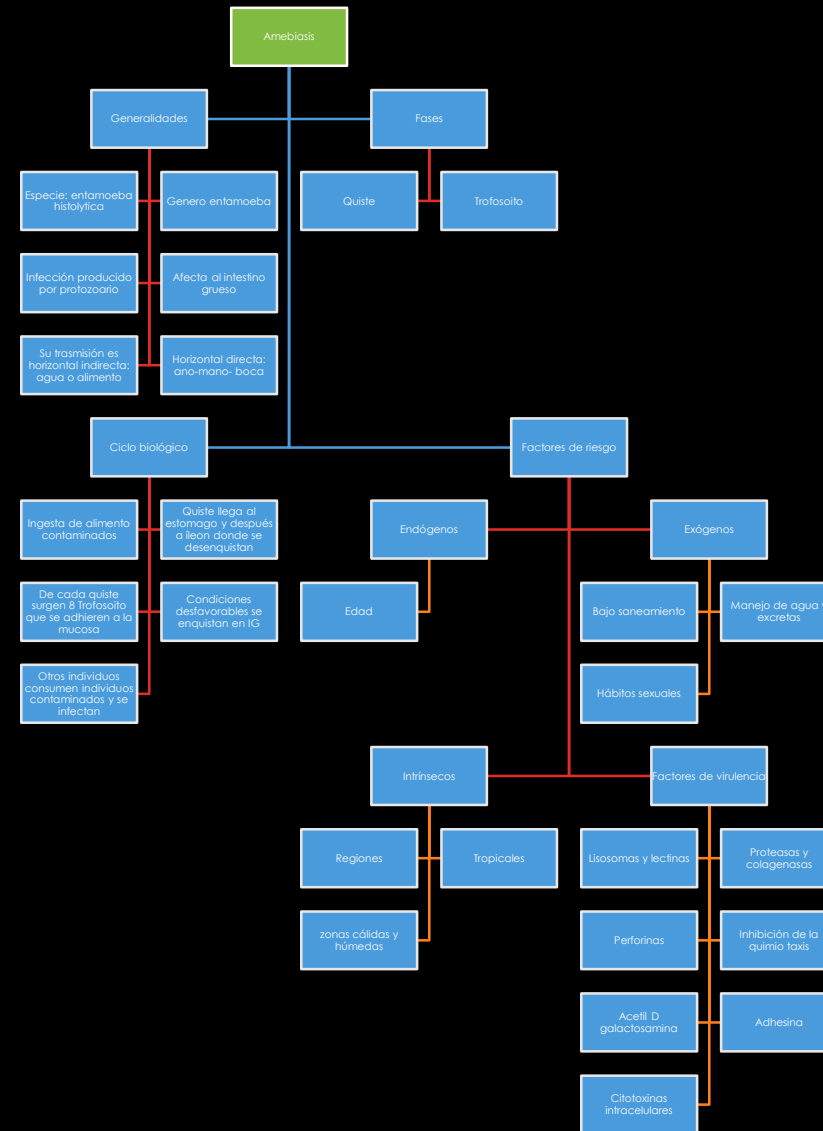 Amebiasis
Generalidades
Fases
Especie: entamoeba
histolytica
Genero entamoeba
Quiste
Trofosoito
Infección producido
por protozoario
Afecta al intestino
grueso
Su trasmisión es
horizontal indirecta:
agua o alimento
Horizontal directa:
ano-mano- boca
Ciclo biológico
Factores de riesgo
Ingesta de alimento
contaminados
Quiste llega al
estomago y después
a íleon donde se
desenquistan
Endógenos
Exógenos
De cada quiste
surgen 8 Trofosoito
que se adhieren a la
mucosa
Condiciones
desfavorables se
enquistan en IG
Edad
Bajo saneamiento
Manejo de agua y
excretas
Otros individuos
consumen individuos
contaminados y se
infectan
Hábitos sexuales
Intrínsecos
Factores de virulencia
Regiones
Tropicales
Lisosomas y lectinas
Proteasas y
colagenasas
zonas cálidas y
húmedas
Perforinas
Inhibición de la
quimio taxis
Acetil D
galactosamina
Adhesina
Citotoxinas
intracelulares